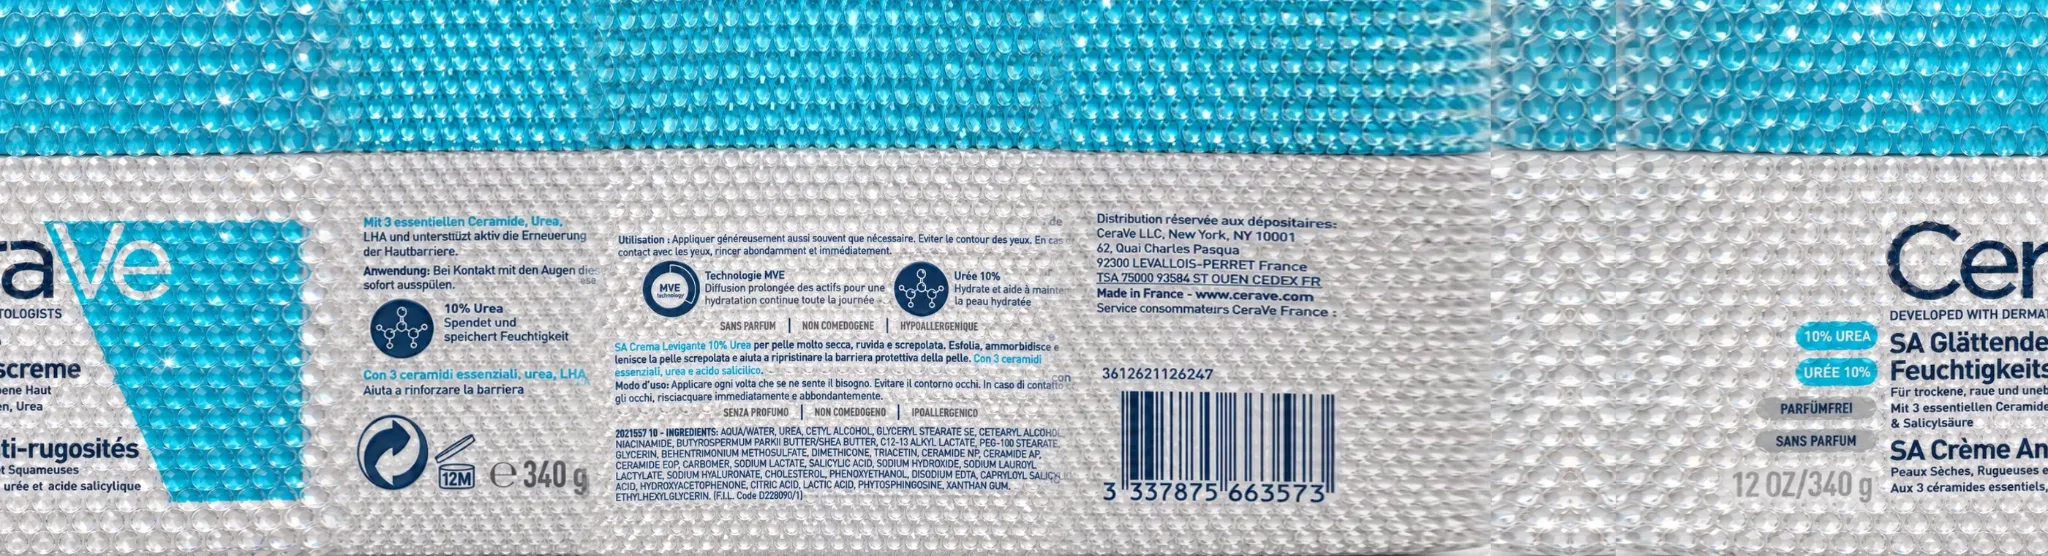 raVe
TOLOGISTS
screme
ene Haut
en, Urea
ti-rugosités
et Squameuses
urée et acide salicylique
Mit 3 essentiellen Ceramide, Urea,
LHA und unterstüzt aktiv die Erneuerung
der Hautbarriere.
Anwendung: Bei Kontakt mit den Augen dies
ese
sofort ausspülen.
10% Urea
Spendet und
speichert Feuchtigkeit
Con 3 ceramidi essenziali, urea, LHA
Aiuta a rinforzare la barriera
12M
℮ 340 g
de
Utilisation : Appliquer généreusement aussi souvent que nécessaire. Eviter le contour des yeux. En cas
contact avec les yeux, rincer abondamment et immédiatement.
MVE
technology
Technologie MVE
Diffusion prolongée des actifs pour une
hydratation continue toute la journée
Urée 10%
Hydrate et aide à mainten
la peau hydratée
SANS PARFUM | NON COMEDOGENE | HYPOALLERGENIQUE
SA Crema Levigante 10% Urea per pelle molto secca, ruvida e screpolata. Esfolia, ammorbidisce e
lenisce la pelle screpolata e aiuta a ripristinare la barriera protettiva della pelle. Con 3 ceramidi
essenziali, urea e acido salicilico.
Modo d'uso: Applicare ogni volta che se ne sente il bisogno. Evitare il contorno occhi. In caso di contatto con
gli occhi, risciacquare immediatamente e abbondantemente.
SENZA PROFUMO | NON COMEDOGENO | IPOALLERGENICO
2021557 10 - INGREDIENTS: AQUA/WATER, UREA, CETYL ALCOHOL, GLYCERYL STEARATE SE, CETEARYL ALCOHOL
NIACINAMIDE, BUTYROSPERMUM PARKII BUTTER/SHEA BUTTER, C12-13 ALKYL LACTATE, PEG-100 STEARATE,
GLYCERIN, BEHENTRIMONIUM METHOSULFATE, DIMETHICONE, TRIACETIN, CERAMIDE NP, CERAMIDE AP,
CERAMIDE EOP, CARBOMER, SODIUM LACTATE, SALICYLIC ACID, SODIUM HYDROXIDE, SODIUM LAUROYL
LACTYLATE, SODIUM HYALURONATE, CHOLESTEROL, PHENOXYETHANOL, DISODIUM EDTA, CAPRYLOYL SALICYLIC
ACID, HYDROXYACETOPHENONE, CITRIC ACID, LACTIC ACID, PHYTOSPHINGOSINE, XANTHAN GUM,
ETHYLHEXYLGLYCERIN. (F.I.L. Code D228090/1)
Distribution réservée aux dépositaires:
CeraVe LLC, New York, NY 10001
62, Quai Charles Pasqua
92300 LEVALLOIS-PERRET France
TSA 75000 93584 ST OUEN CEDEX FR
Made in France - www.cerave.com
Service consommateurs CeraVe France :
3612621126247
3 337875 663573
Cer
DEVELOPED WITH DERMAT
10% UREA
URÉE 10%
PARFÜMFREI
SANS PARFUM
12 OZ/340 g
SA Glättende
Feuchtigkeits
Für trockene, raue und uneb
Mit 3 essentiellen Ceramide
& Salicylsäure
SA Crème An
Peaux Sèches, Rugueuses e
Aux 3 céramides essentiels,